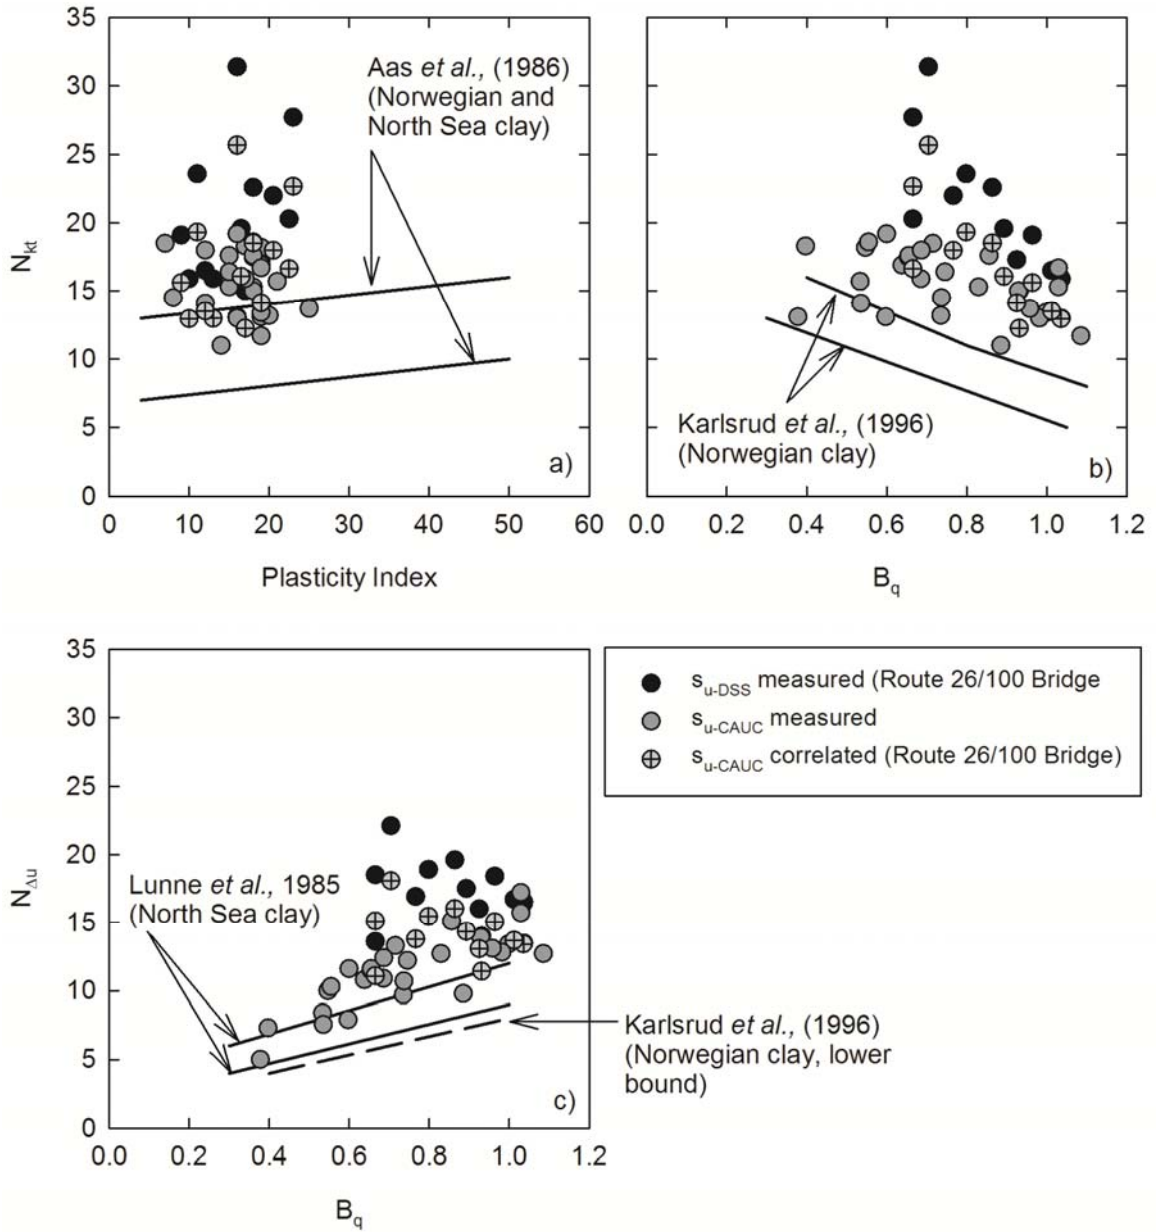 35
30
25
20
15
10
5
0
N_kt
0 10 20 30 40 50 60
Plasticity Index
Aas et al., (1986)
(Norwegian and
North Sea clay)
a)
0.0 0.2 0.4 0.6 0.8 1.0 1.2
B_q
Karlsrud et al., (1996)
(Norwegian clay)
b)
35
30
25
20
15
10
5
0
N_Δu
0.0 0.2 0.4 0.6 0.8 1.0 1.2
B_q
Lunne et al., 1985
(North Sea clay)
c)
Karlsrud et al., (1996)
(Norwegian clay, lower
bound)
s_u-DSS measured (Route 26/100 Bridge
s_u-CAUC measured
s_u-CAUC correlated (Route 26/100 Bridge)